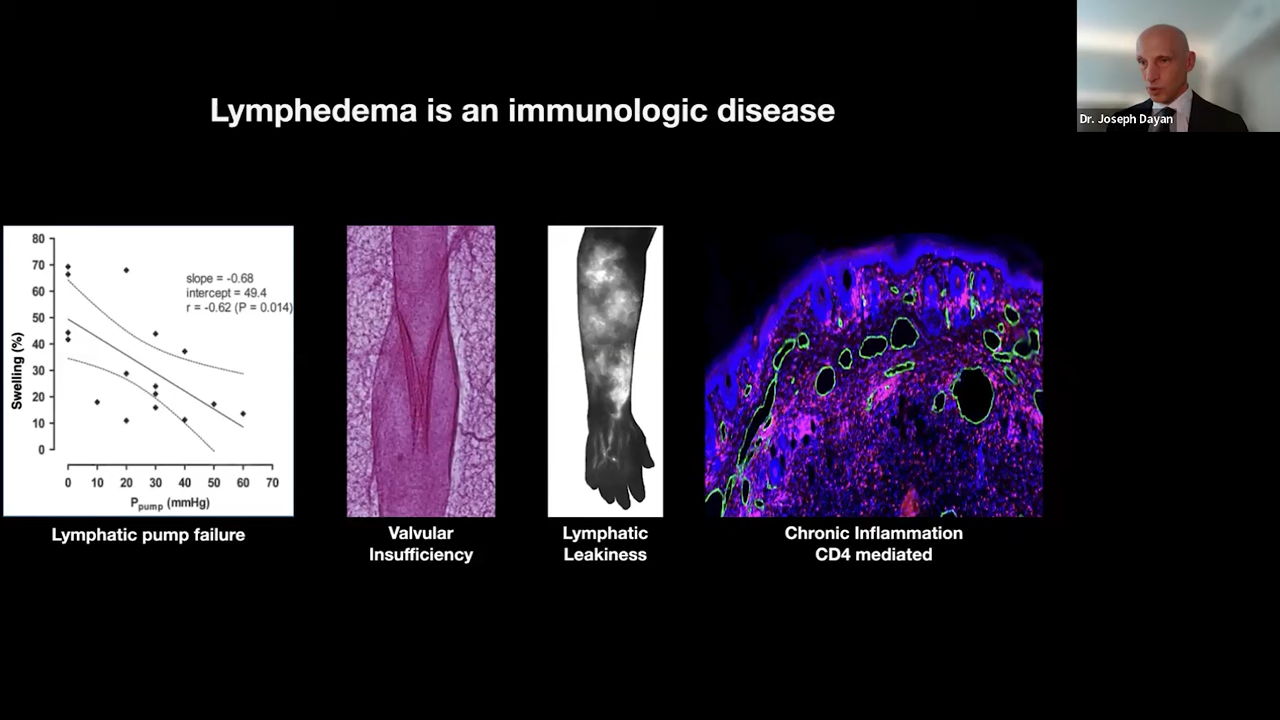 Lymphedema is an immunologic disease
Dr. Joseph Dayan
80
70
60
50
40
30
20
10
0
Swelling (%)
slope = -0.68
intercept = 49.4
r = -0.62 (P = 0.014)
0 10 20 30 40 50 60 70
Ppump (mmHg)
Lymphatic pump failure
Valvular
Insufficiency
Lymphatic
Leakiness
Chronic Inflammation
CD4 mediated